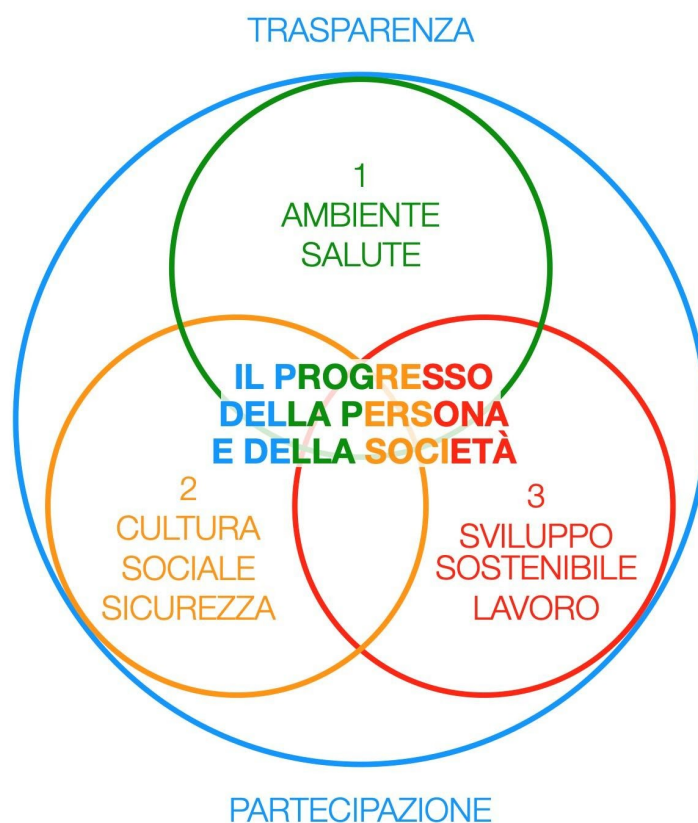 TRASPARENZA
1
AMBIENTE
SALUTE
IL PROGRESSO
DELLA PERSONA
E DELLA SOCIETÀ
2
CULTURA
SOCIALE
SICUREZZA
3
SVILUPPO
SOSTENIBILE
LAVORO
PARTECIPAZIONE